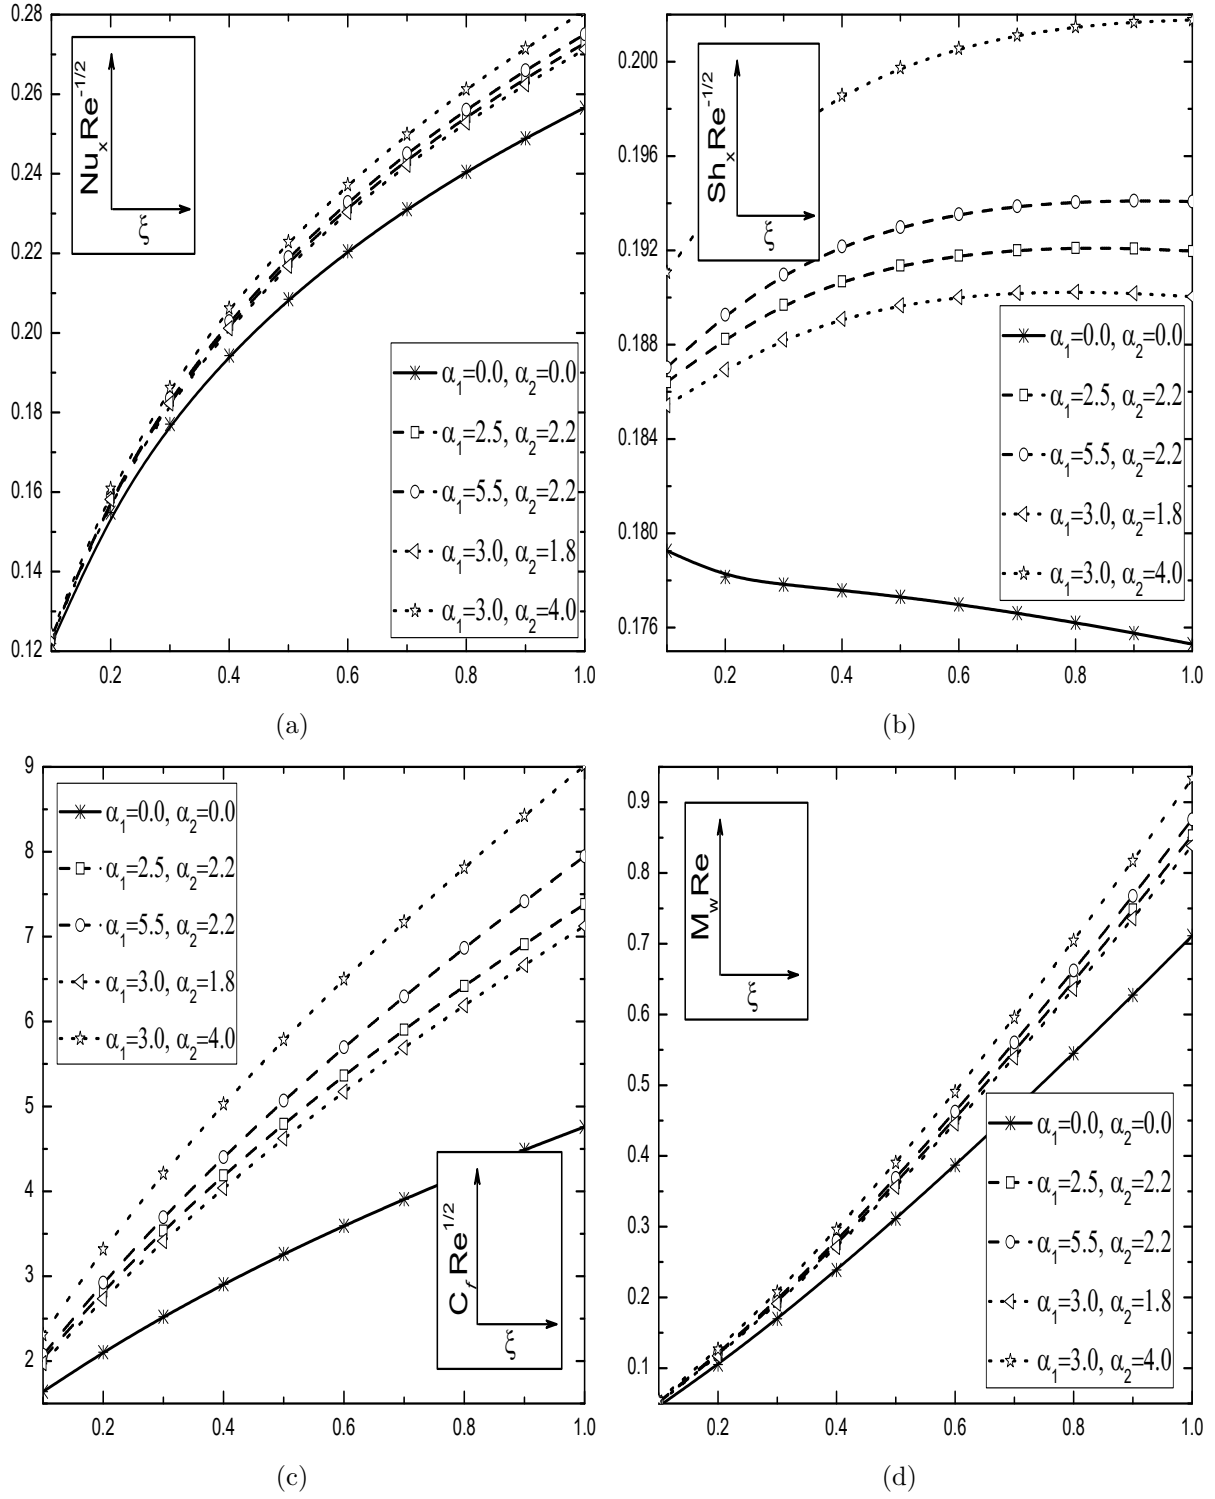 0.28
0.26
0.24
0.22
0.20
0.18
0.16
0.14
0.12
Nu_x Re^{-1/2}
ξ
α_1=0.0, α_2=0.0
α_1=2.5, α_2=2.2
α_1=5.5, α_2=2.2
α_1=3.0, α_2=1.8
α_1=3.0, α_2=4.0
0.2 0.4 0.6 0.8 1.0
(a)
0.200
0.196
0.192
0.188
0.184
0.180
0.176
Sh_x Re^{-1/2}
ξ
α_1=0.0, α_2=0.0
α_1=2.5, α_2=2.2
α_1=5.5, α_2=2.2
α_1=3.0, α_2=1.8
α_1=3.0, α_2=4.0
0.2 0.4 0.6 0.8 1.0
(b)
9
8
7
6
5
4
3
2
α_1=0.0, α_2=0.0
α_1=2.5, α_2=2.2
α_1=5.5, α_2=2.2
α_1=3.0, α_2=1.8
α_1=3.0, α_2=4.0
C_f Re^{1/2}
ξ
0.2 0.4 0.6 0.8 1.0
(c)
0.9
0.8
0.7
0.6
0.5
0.4
0.3
0.2
0.1
M_w Re
ξ
α_1=0.0, α_2=0.0
α_1=2.5, α_2=2.2
α_1=5.5, α_2=2.2
α_1=3.0, α_2=1.8
α_1=3.0, α_2=4.0
0.2 0.4 0.6 0.8 1.0
(d)